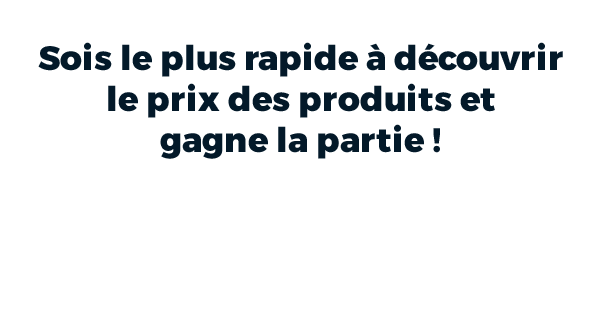 Sois le plus rapide à découvrir
le prix des produits et
gagne la partie !